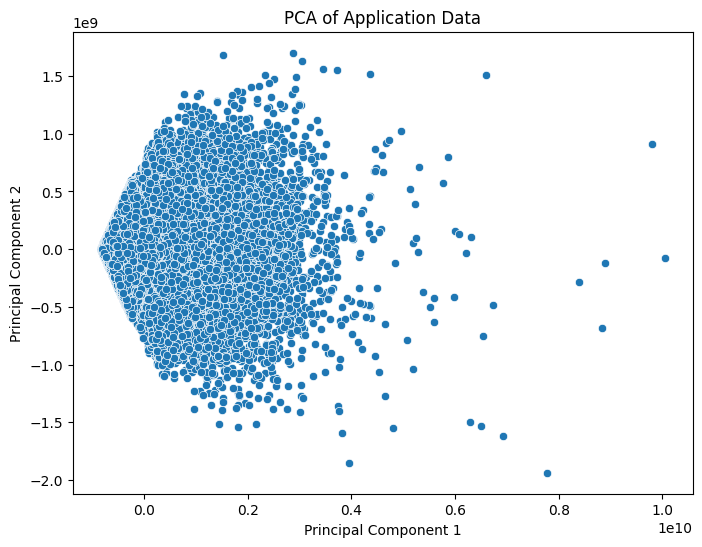 PCA of Application Data
1e9
1.5
1.0
0.5
0.0
−0.5
−1.0
−1.5
−2.0
Principal Component 2
0.0
0.2
0.4
0.6
0.8
1.0
1e10
Principal Component 1